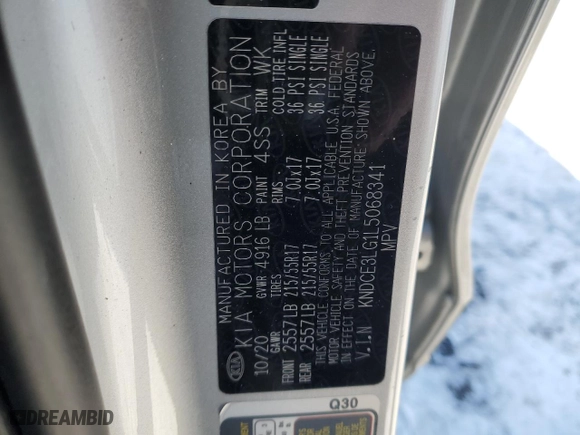 MANUFACTURED IN KOREA BY
KIA KIA MOTORS CORPORATION
10/20 GVWR 4916 LB PAINT 4SS TRIM WK
GAWR TIRES RIMS COLD TIRE INFL
FRONT 2557LB 215/55R17 7.0Jx17 36 PSI SINGLE
REAR 2557LB 215/55R17 7.0Jx17 36 PSI SINGLE
THIS VEHICLE CONFORMS TO ALL APPLICABLE U.S.A. FEDERAL
MOTOR VEHICLE SAFETY AND THEFT PREVENTION STANDARDS
IN EFFECT ON THE DATE OF MANUFACTURE SHOWN ABOVE.
V.I.N KNDCE3LG1L5068341
MPV
Q30
IDREAMBID